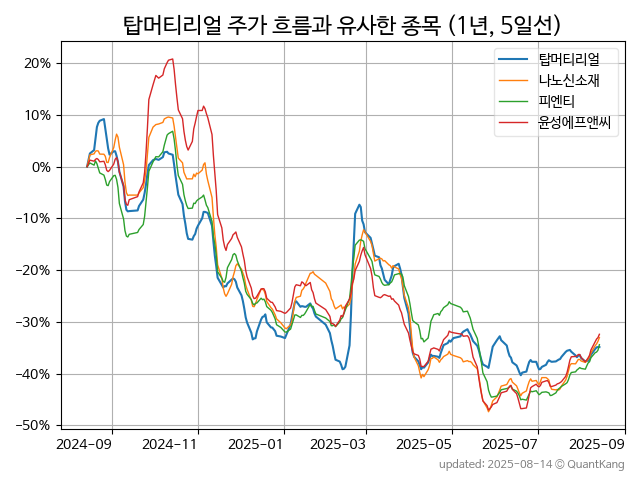 탑머티리얼 주가 흐름과 유사한 종목 (1년, 5일선)
탑머티리얼
나노신소재
피엔티
윤성에프앤씨
20%
10%
0%
−10%
−20%
−30%
−40%
−50%
2024-09 2024-11 2025-01 2025-03 2025-05 2025-07 2025-09
updated: 2025-08-14 © QuantKang